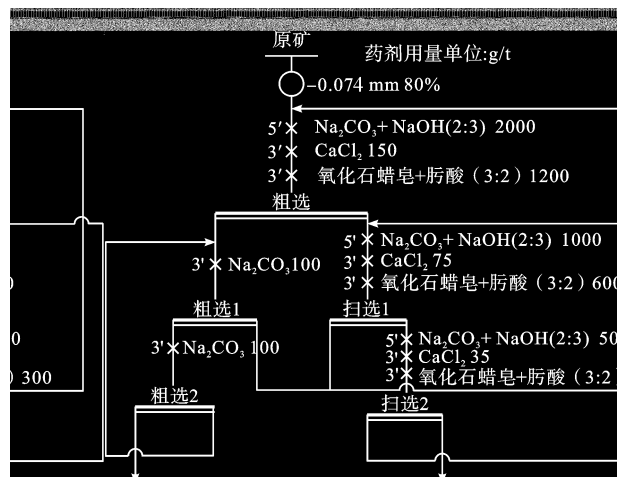 原矿
药剂用量单位:g/t
-0.074 mm 80%
5′ Na₂CO₃+ NaOH(2:3) 2000
3′ CaCl₂ 150
3′ 氧化石蜡皂+肟酸（3:2）1200
粗选
5' Na₂CO₃+ NaOH(2:3) 1000
3' Na₂CO₃100
3' CaCl₂ 75
3' 氧化石蜡皂+肟酸（3:2）600
粗选1
扫选1
5' Na₂CO₃+ NaOH(2:3) 50
3' Na₂CO₃ 100
3' CaCl₂ 35
3' 氧化石蜡皂+肟酸（3:2
) 300
粗选2
扫选2